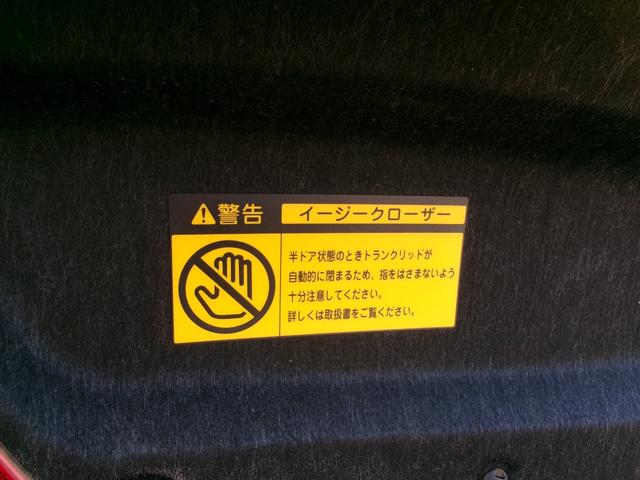 警告 イージークローザー
半ドア状態のときトランクリッドが
自動的に閉まるため、指をはさまないよう
十分注意してください。
詳しくは取扱書をご覧ください。